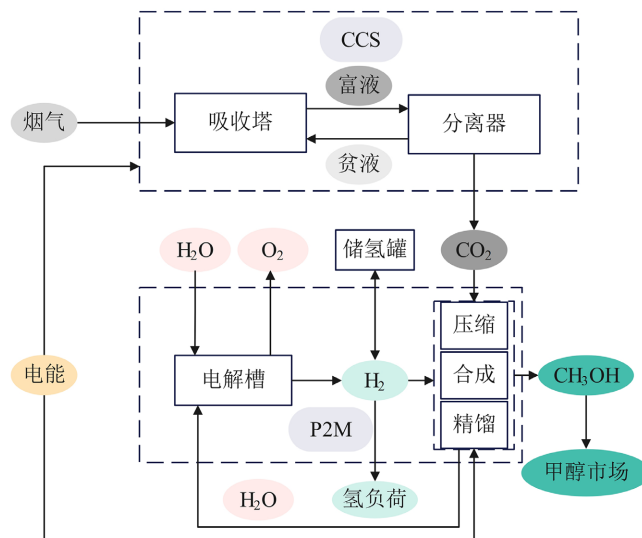 CCS
富液
烟气
吸收塔
分离器
贫液
H₂O
O₂
储氢罐
CO₂
压缩
电能
电解槽
H₂
合成
CH₃OH
P2M
精馏
H₂O
氢负荷
甲醇市场